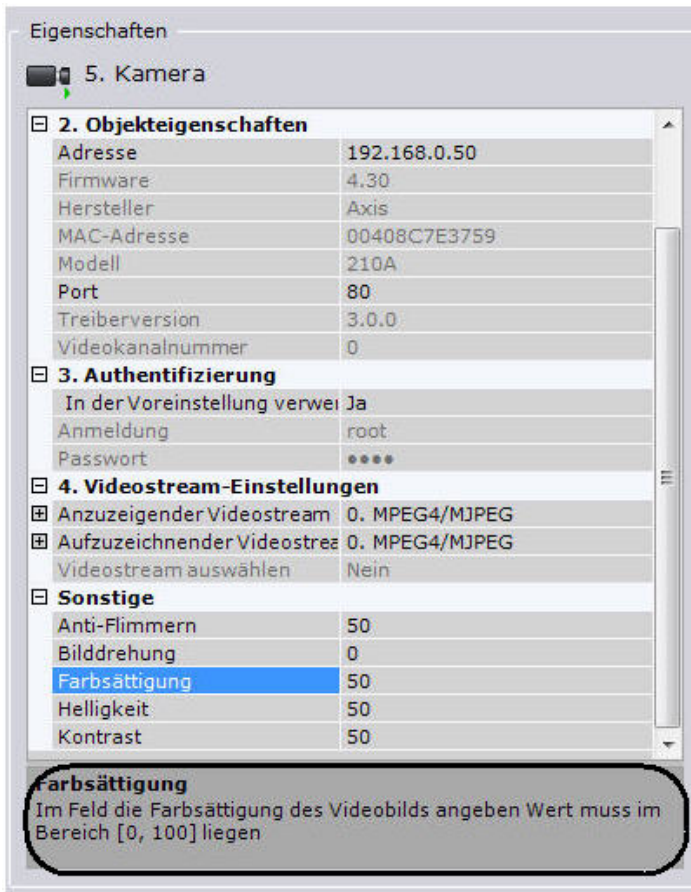 Eigenschaften
5. Kamera
2. Objekteigenschaften
Adresse 192.168.0.50
Firmware 4.30
Hersteller Axis
MAC-Adresse 00408C7E3759
Modell 210A
Port 80
Treiberversion 3.0.0
Videokanalnummer 0
3. Authentifizierung
In der Voreinstellung verwei Ja
Anmeldung root
Passwort ●●●●
4. Videostream-Einstellungen
Anzuzeigender Videostream 0. MPEG4/MJPEG
Aufzuzeichnender Videostrea 0. MPEG4/MJPEG
Videostream auswählen Nein
Sonstige
Anti-Flimmern 50
Bilddrehung 0
Farbsättigung 50
Helligkeit 50
Kontrast 50
Farbsättigung
Im Feld die Farbsättigung des Videobilds angeben Wert muss im
Bereich [0, 100] liegen